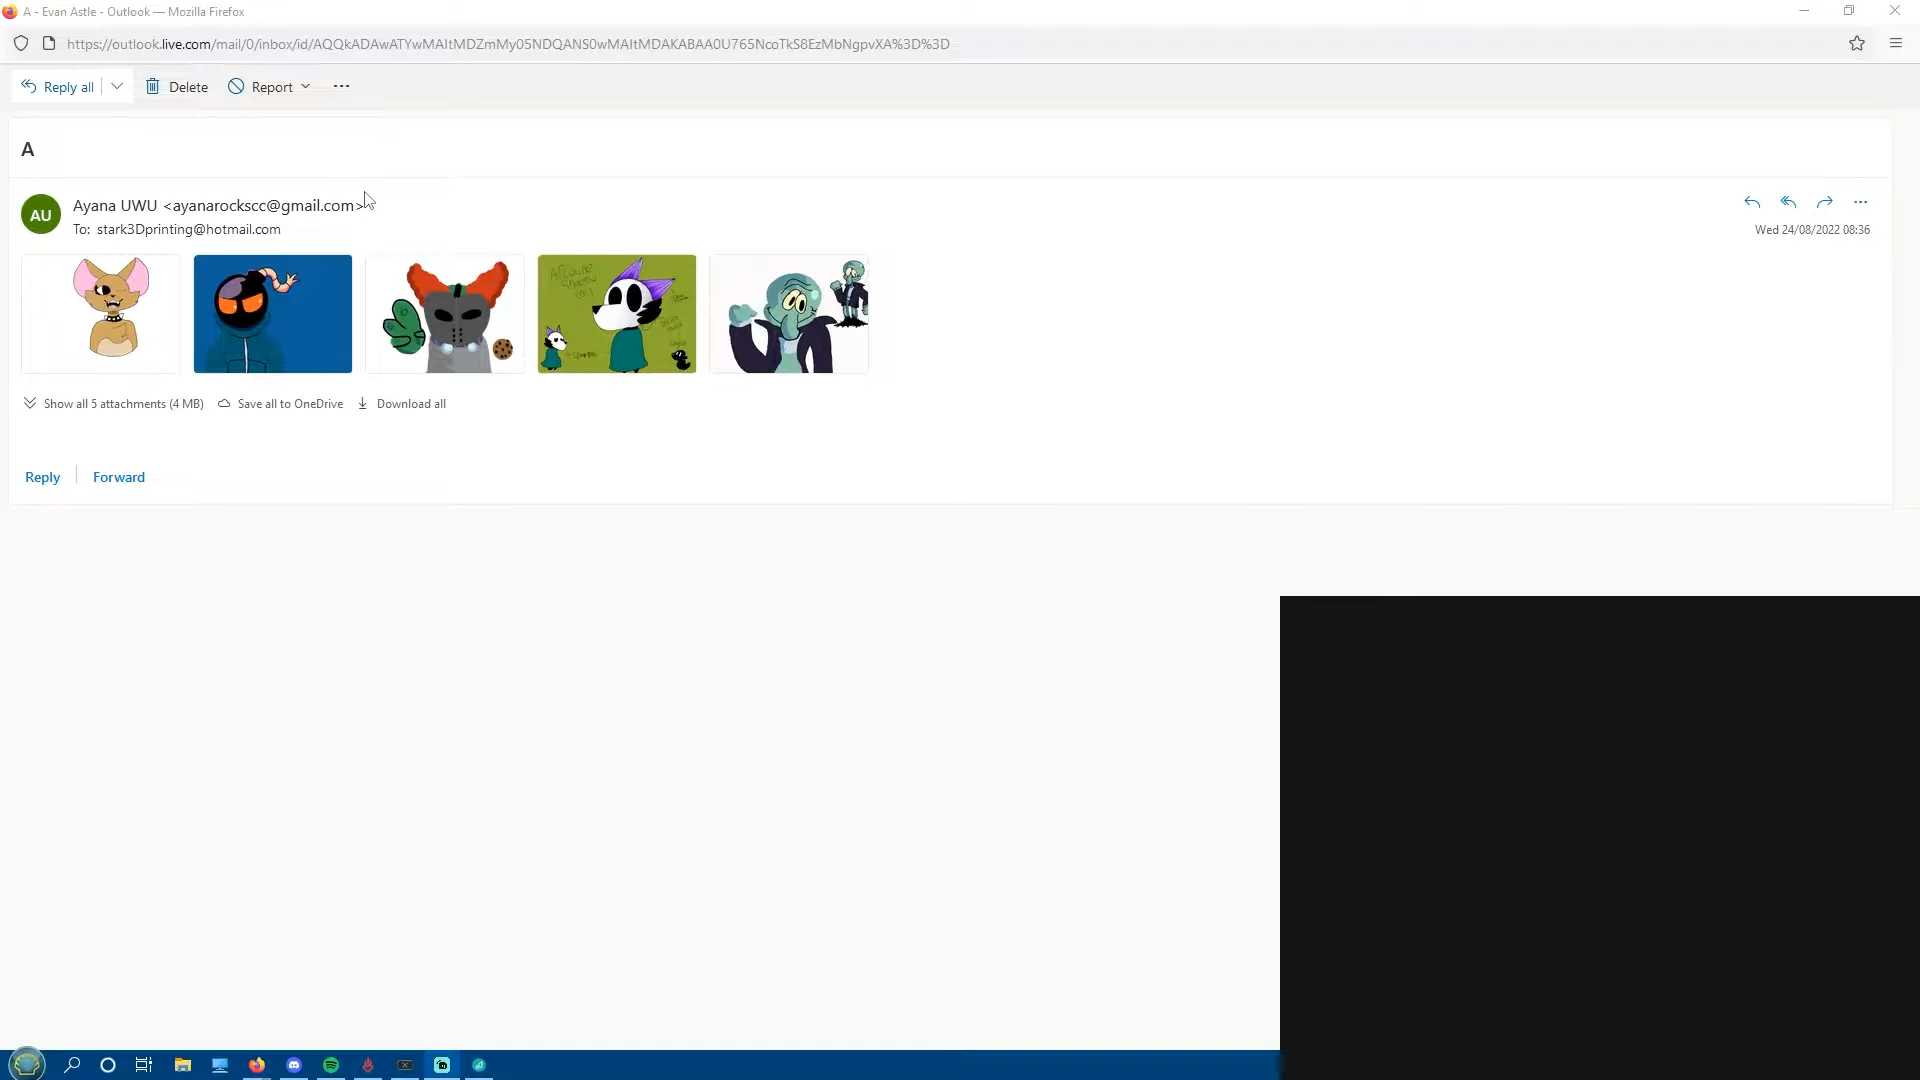 A - Evan Astle - Outlook — Mozilla Firefox
https://outlook.live.com/mail/0/inbox/id/AQQkADAwATYwMAItMDZmMy05NDQANS0wMAItMDAKABAA0U765NcoTkS8EzMbNgpvXA%3D%3D
Reply all
Delete
Report
A
AU
Ayana UWU <ayanarockscc@gmail.com>
To: stark3Dprinting@hotmail.com
Wed 24/08/2022 08:36
Show all 5 attachments (4 MB)
Save all to OneDrive
Download all
Reply
Forward